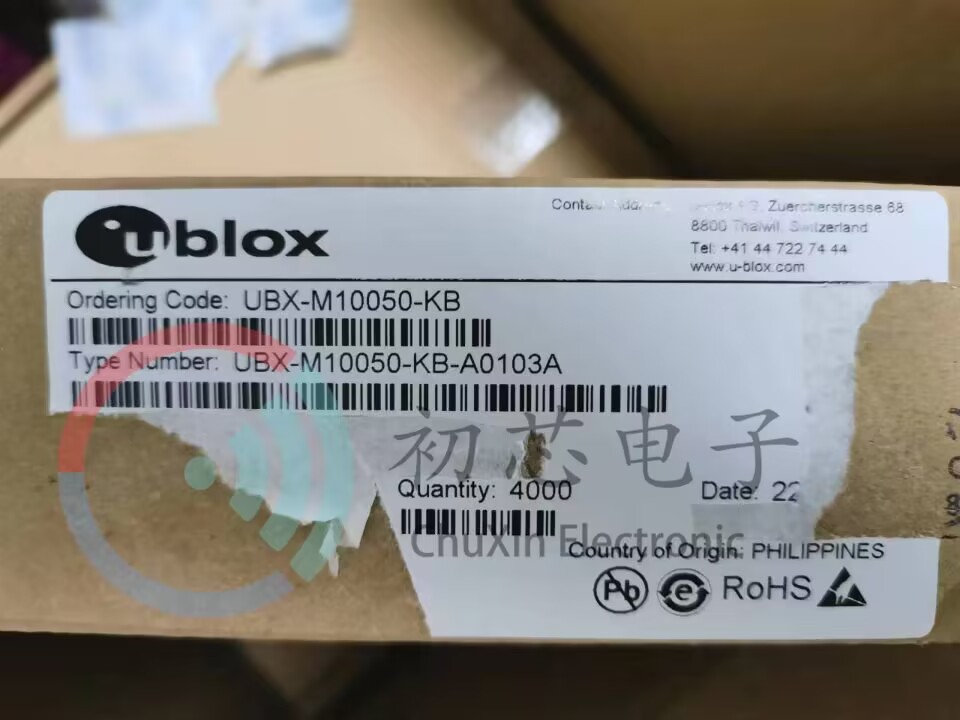 ublox
Contact Zuercherstrasse 68
8800 Thalwil, Switzerland
Tel: +41 44 722 74 44
www.u-blox.com
Ordering Code: UBX-M10050-KB
Type Number: UBX-M10050-KB-A0103A
初芯电子
Quantity: 4000
Date: 22
ChuXin Electronic
Country of Origin: PHILIPPINES
Pb
e
RoHS